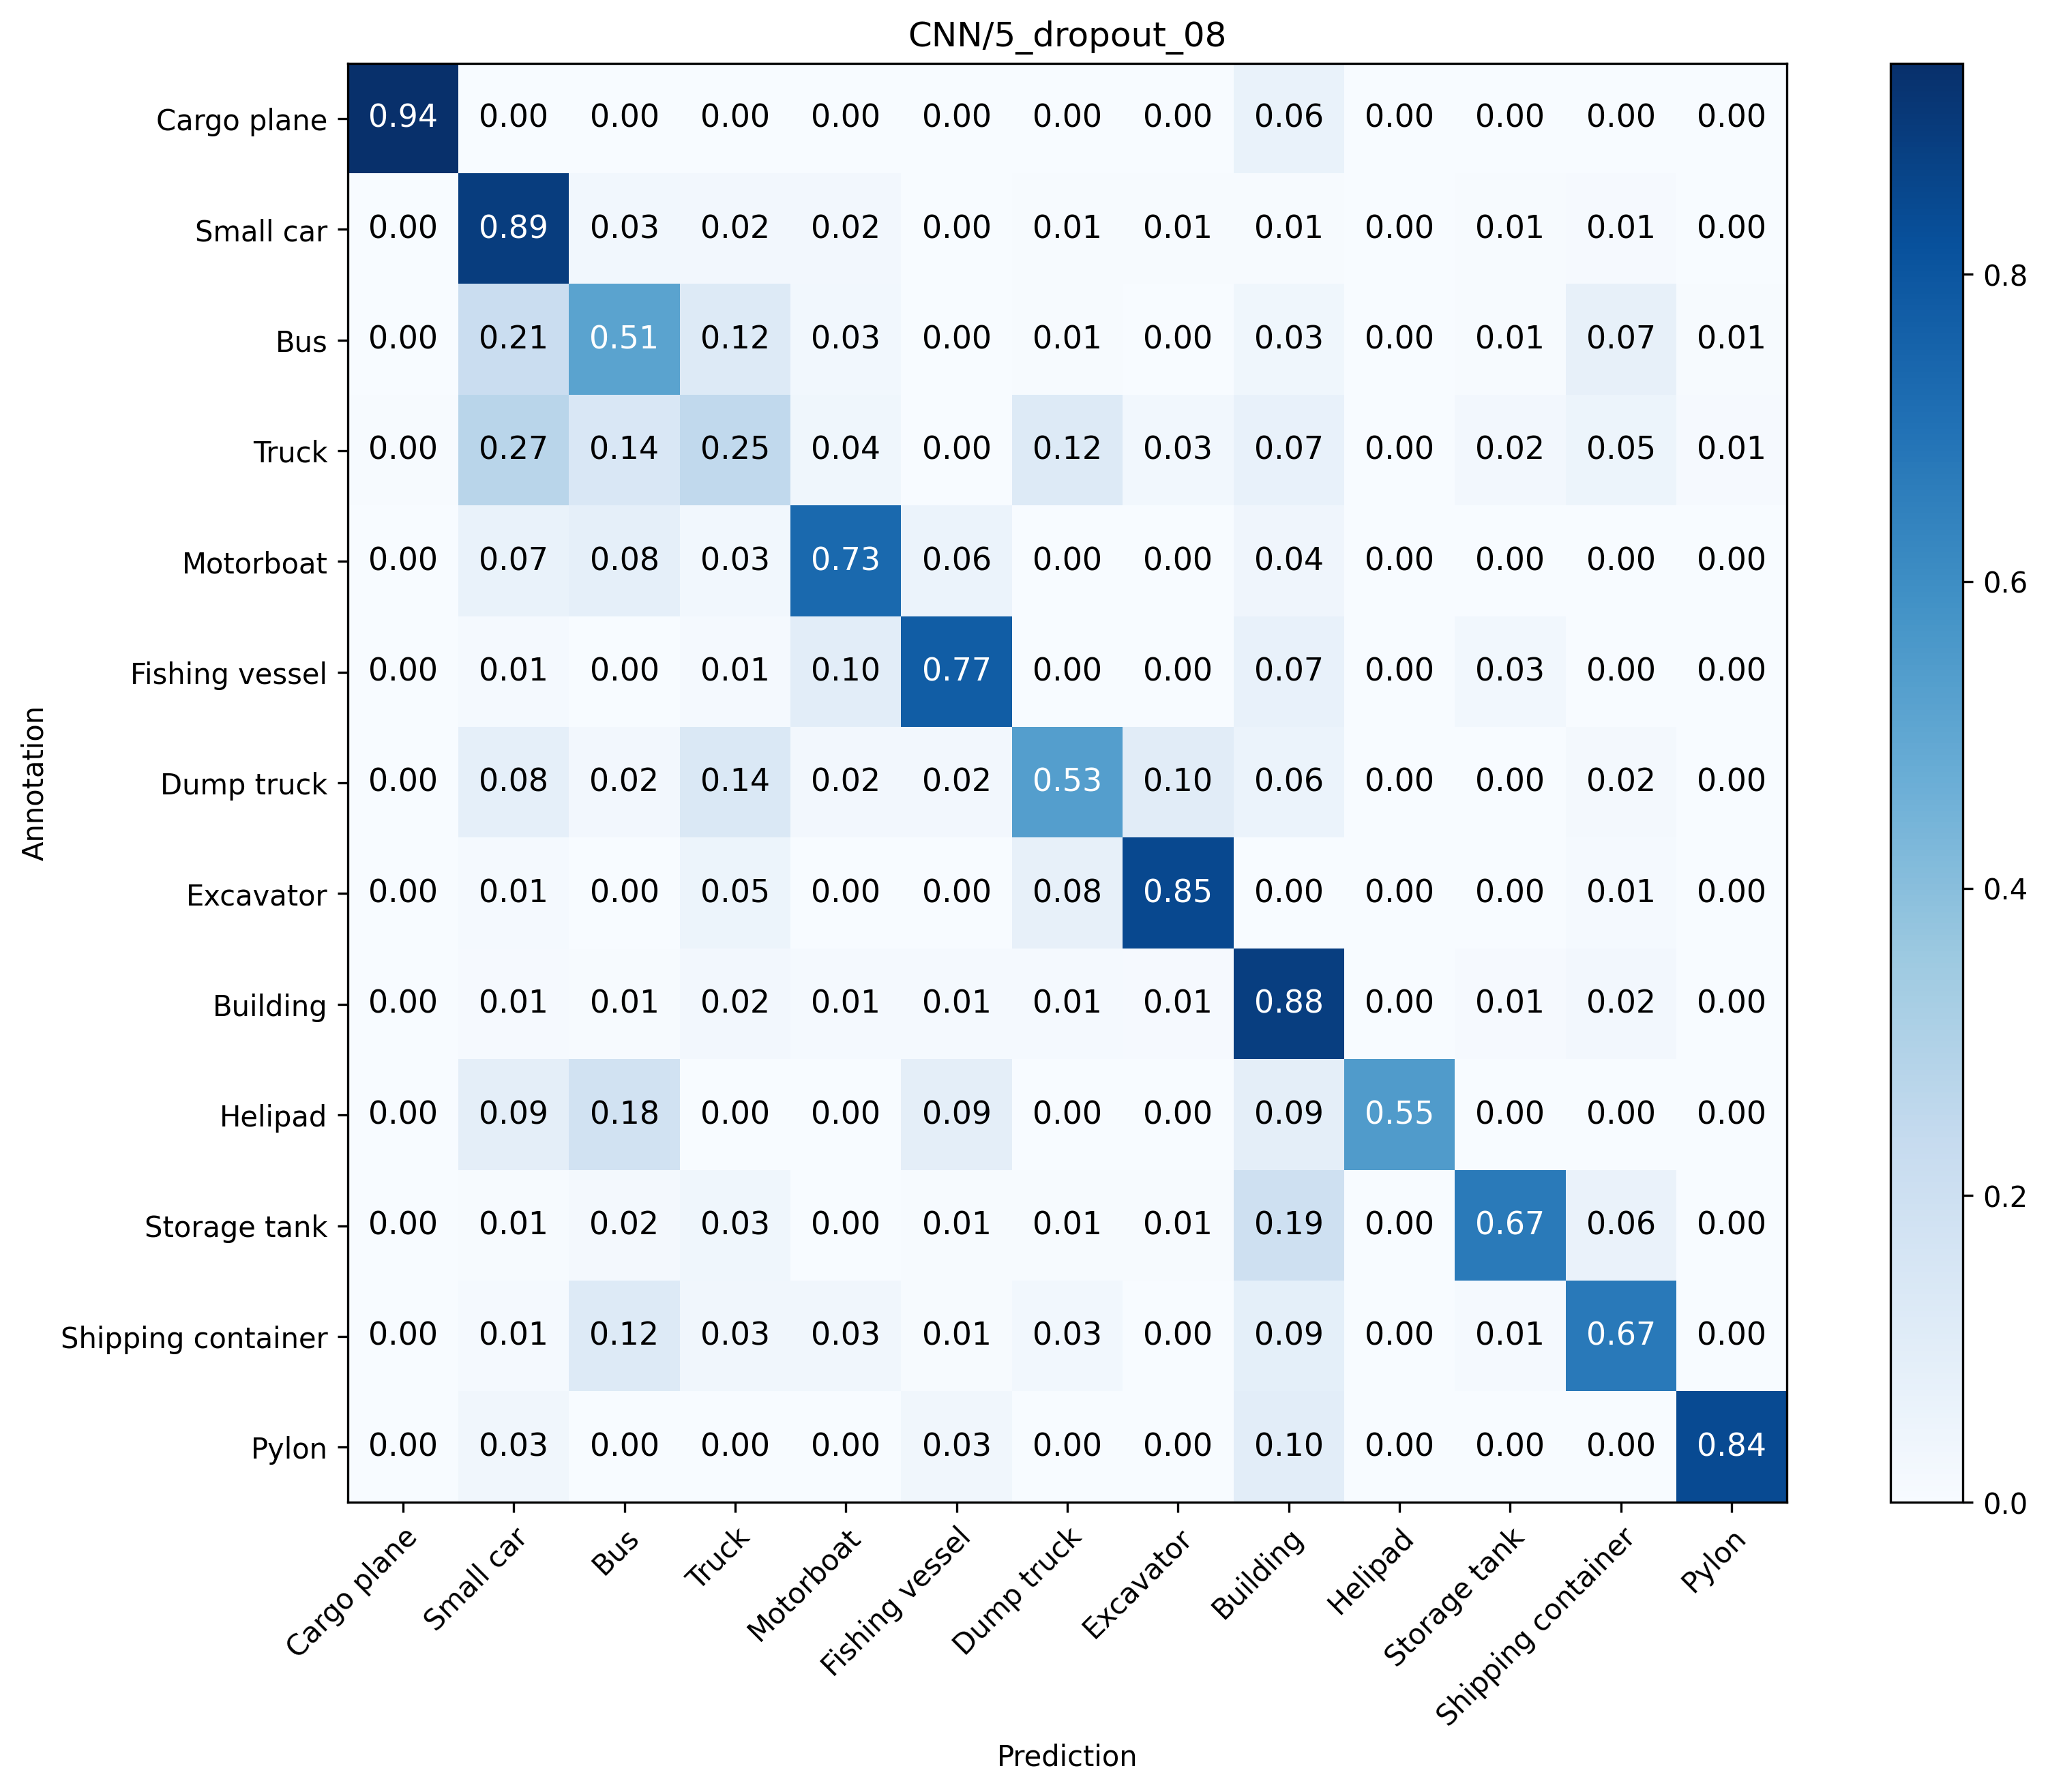 CNN/5_dropout_08
Cargo plane 0.94 0.00 0.00 0.00 0.00 0.00 0.00 0.00 0.06 0.00 0.00 0.00 0.00
Small car 0.00 0.89 0.03 0.02 0.02 0.00 0.01 0.01 0.01 0.00 0.01 0.01 0.00
0.8
Bus 0.00 0.21 0.51 0.12 0.03 0.00 0.01 0.00 0.03 0.00 0.01 0.07 0.01
Truck 0.00 0.27 0.14 0.25 0.04 0.00 0.12 0.03 0.07 0.00 0.02 0.05 0.01
Motorboat 0.00 0.07 0.08 0.03 0.73 0.06 0.00 0.00 0.04 0.00 0.00 0.00 0.00
0.6
Fishing vessel 0.00 0.01 0.00 0.01 0.10 0.77 0.00 0.00 0.07 0.00 0.03 0.00 0.00
Annotation
Dump truck 0.00 0.08 0.02 0.14 0.02 0.02 0.53 0.10 0.06 0.00 0.00 0.02 0.00
Excavator 0.00 0.01 0.00 0.05 0.00 0.00 0.08 0.85 0.00 0.00 0.00 0.01 0.00
0.4
Building 0.00 0.01 0.01 0.02 0.01 0.01 0.01 0.01 0.88 0.00 0.01 0.02 0.00
Helipad 0.00 0.09 0.18 0.00 0.00 0.09 0.00 0.00 0.09 0.55 0.00 0.00 0.00
0.2
Storage tank 0.00 0.01 0.02 0.03 0.00 0.01 0.01 0.01 0.19 0.00 0.67 0.06 0.00
Shipping container 0.00 0.01 0.12 0.03 0.03 0.01 0.03 0.00 0.09 0.00 0.01 0.67 0.00
Pylon 0.00 0.03 0.00 0.00 0.00 0.03 0.00 0.00 0.10 0.00 0.00 0.00 0.84
0.0
Cargo plane
Small car
Bus
Truck
Motorboat
Fishing vessel
Dump truck
Excavator
Building
Helipad
Storage tank
Shipping container
Pylon
Prediction